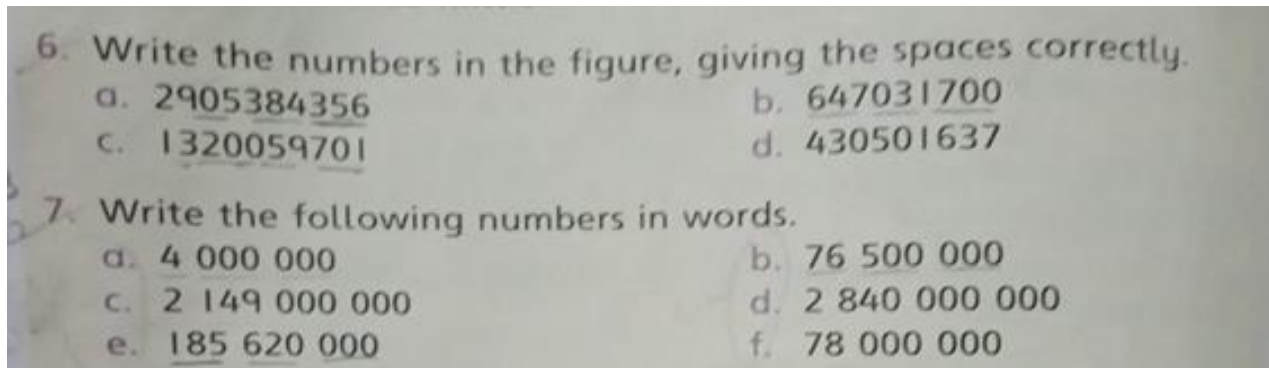 6. Write the numbers in the figure, giving the spaces correctly.
a. 2905384356 b. 647031700
c. 1320059701 d. 430501637
7. Write the following numbers in words.
a. 4 000 000 b. 76 500 000
c. 2 149 000 000 d. 2 840 000 000
e. 185 620 000 f. 78 000 000